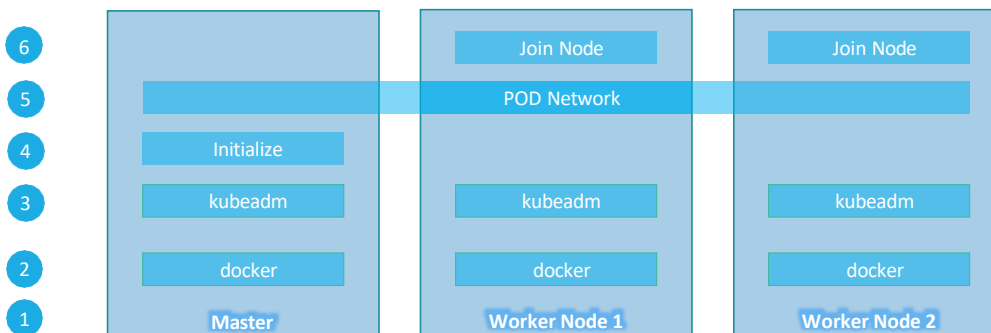 6 Join Node Join Node
5 POD Network
4 Initialize
3 kubeadm kubeadm kubeadm
2 docker docker docker
1 Master Worker Node 1 Worker Node 2